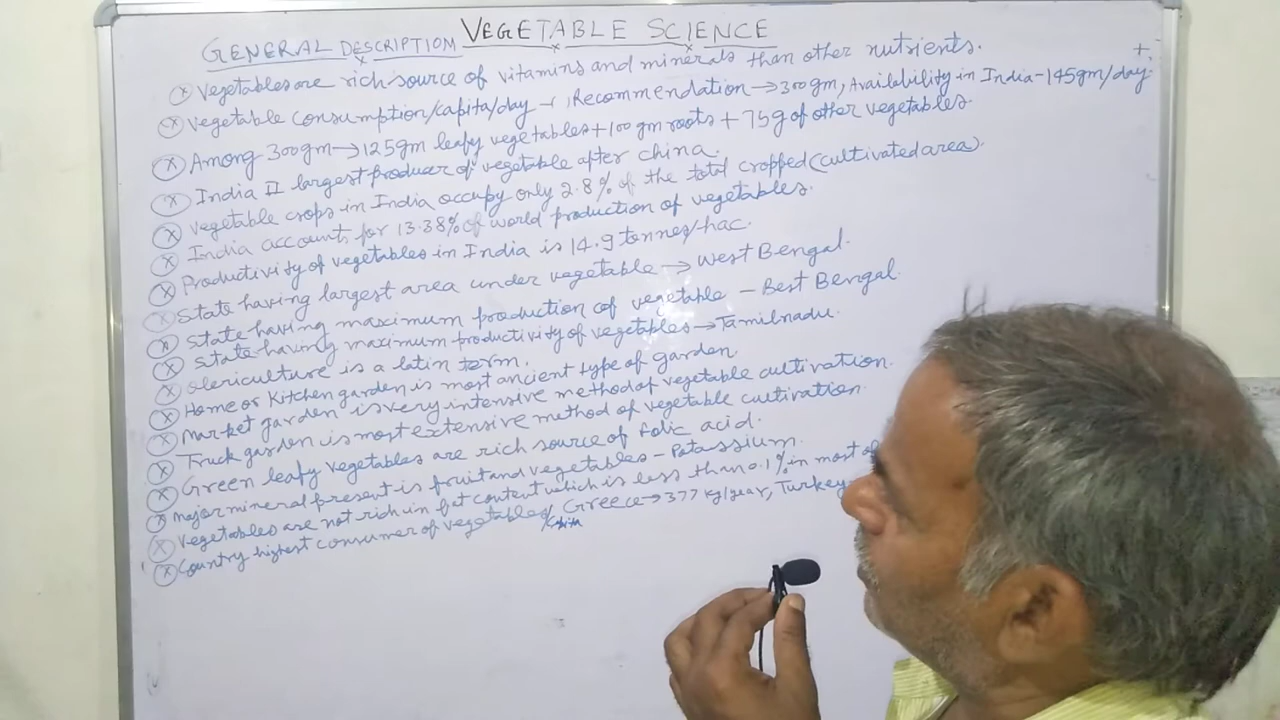 VEGETABLE SCIENCE
GENERAL DESCRIPTION
Vegetables are rich source of vitamins and minerals than other nutrients.
Vegetable consumption/capita/day → Recommendation → 300gm, Availability in India-145gm/day.
Among 300gm → 125gm leafy vegetables + 100gm roots + 75g of other vegetables.
India II largest producer of vegetable after china.
Vegetable crops in India occupy only 2.8% of the total cropped (cultivated area).
India account for 13.38% of world production of vegetables.
Productivity of vegetables in India is 14.9 tonnes/hac.
State having largest area under vegetable → West Bengal.
State having maximum production of vegetable - Best Bengal.
State having maximum productivity of vegetables → Tamilnadu.
olericulture is a latin term.
Home or Kitchen garden is most ancient type of garden.
Market garden is very intensive method of vegetable cultivation.
Truck garden is most extensive method of vegetable cultivation.
Green leafy vegetables are rich source of folic acid.
Major mineral present is fruit and vegetables - Potassium.
Vegetables are not rich in fat content which is less than 0.1% in most of
Country highest consumer of vegetables/capita Greece → 377 kg/year, Turkey